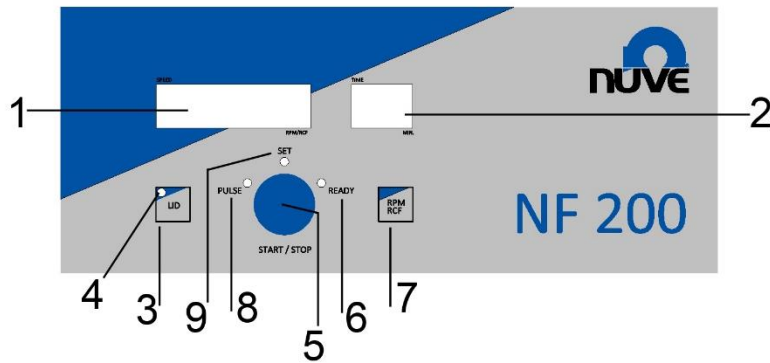 SPEED
TIME
nüve
1
2
RPM/RCF
MIN.
SET
PULSE
READY
LID
RPM
RCF
NF 200
START / STOP
4
3
9
8
5
6
7